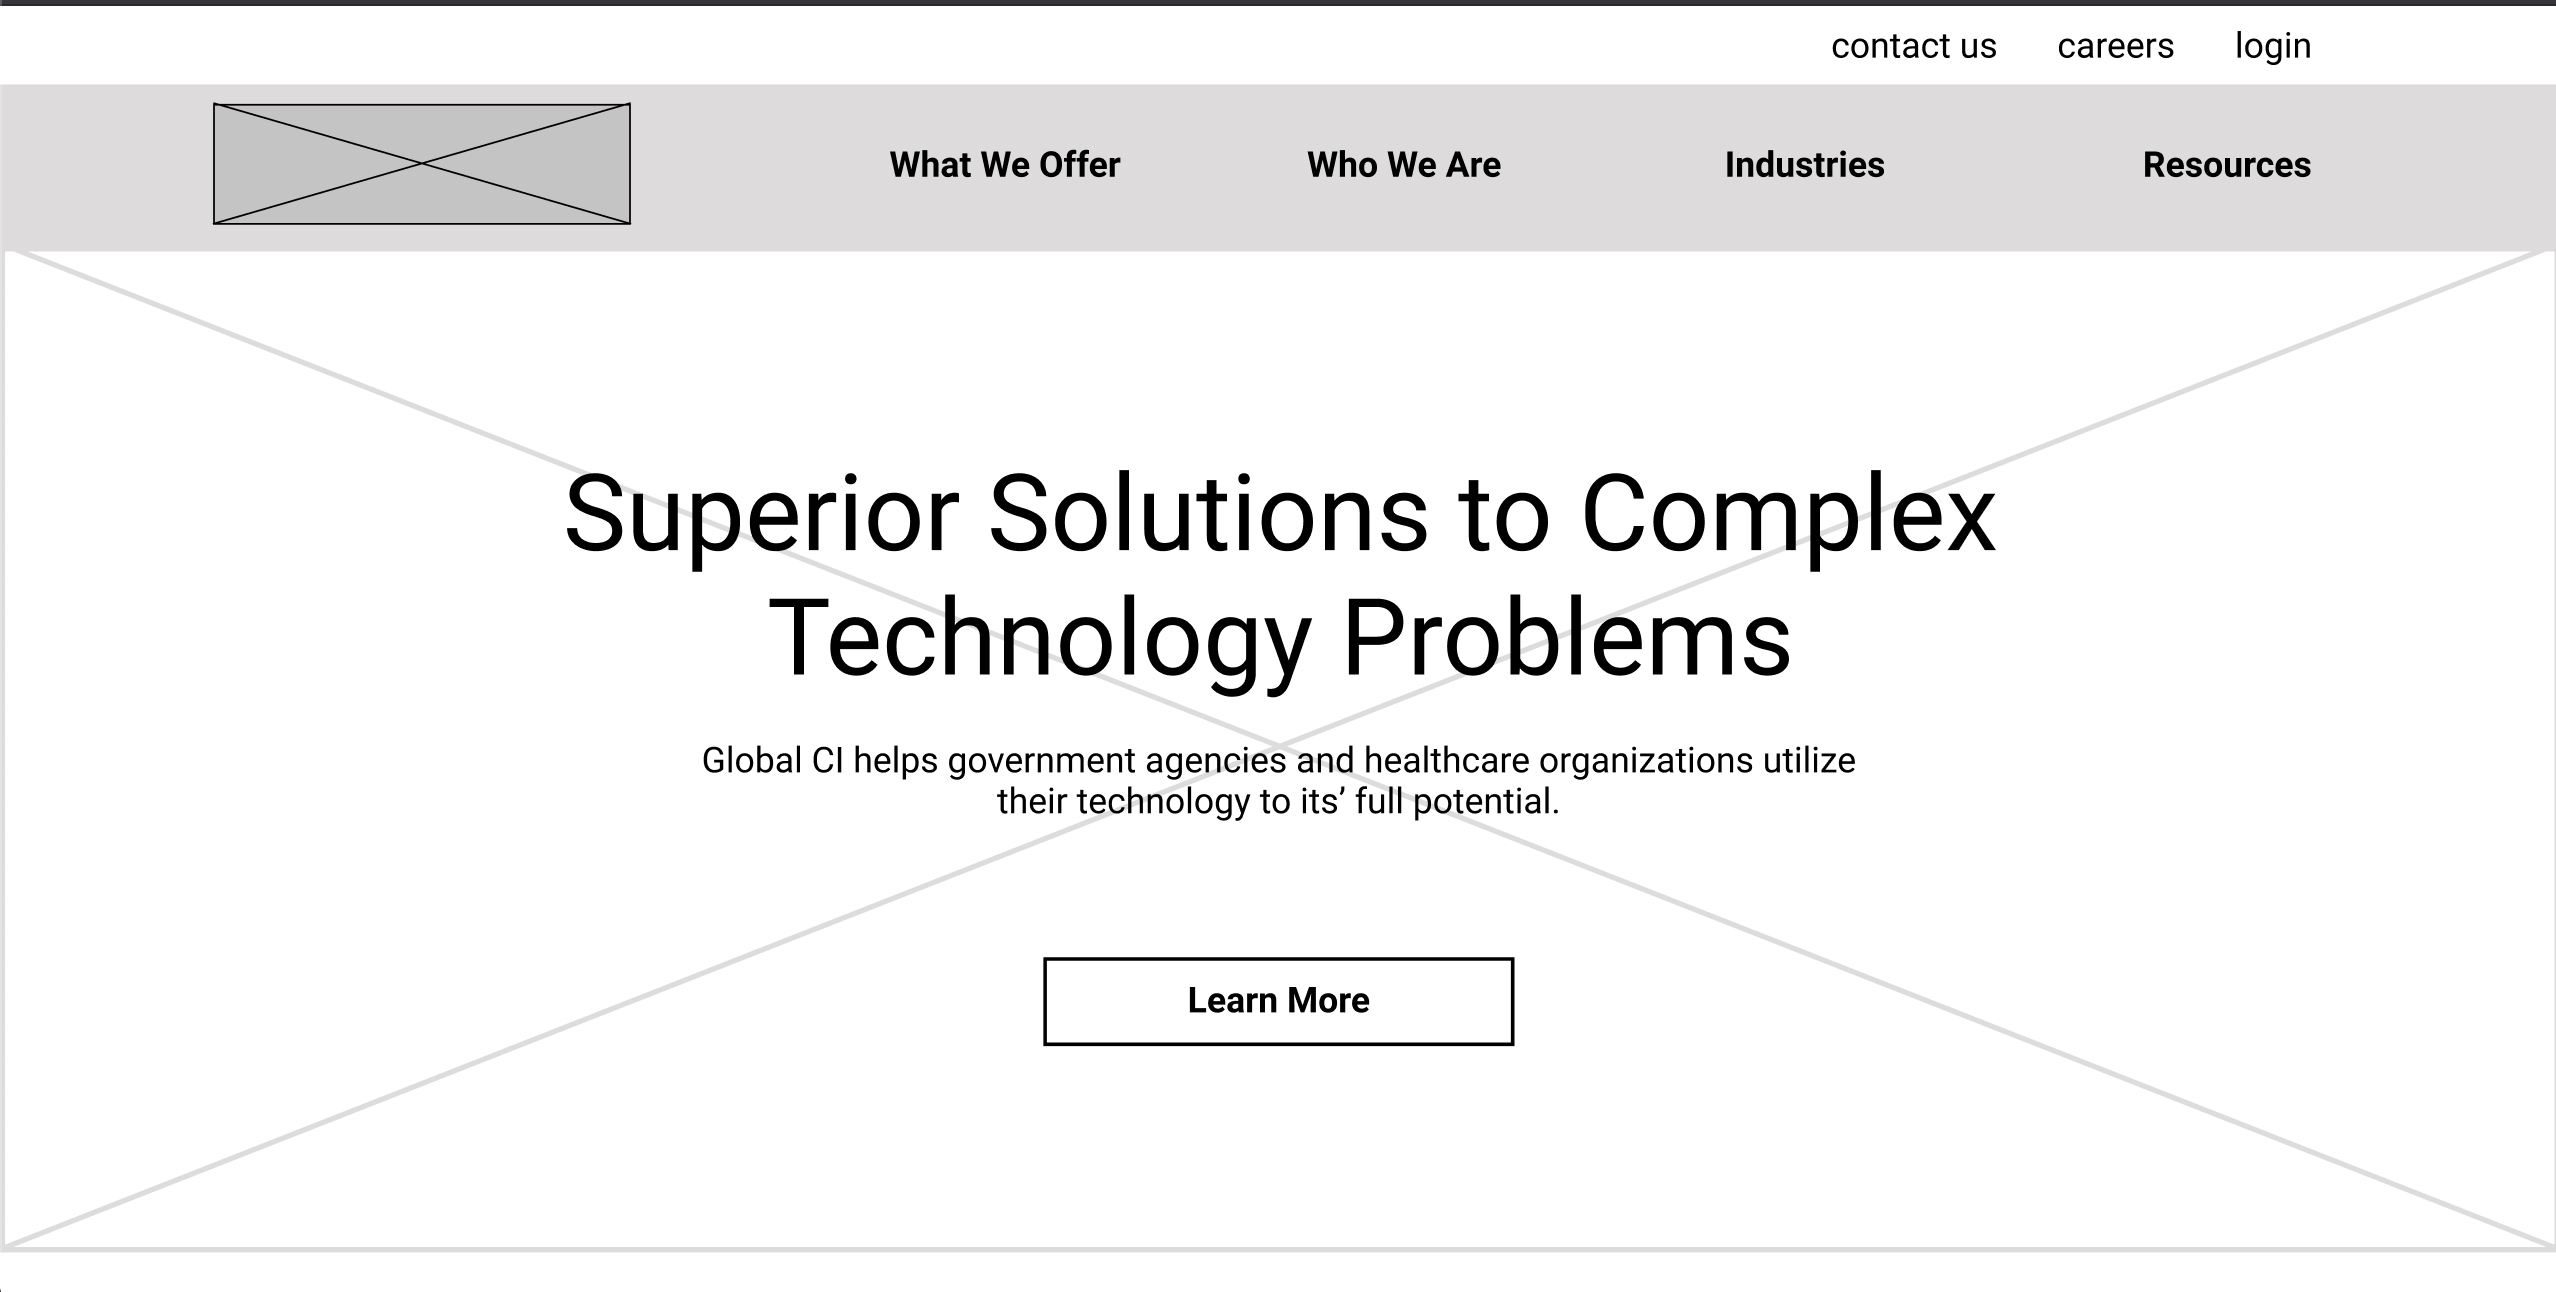 contact us careers login
What We Offer Who We Are Industries Resources
Superior Solutions to Complex
Technology Problems
Global CI helps government agencies and healthcare organizations utilize
their technology to its’ full potential.
Learn More